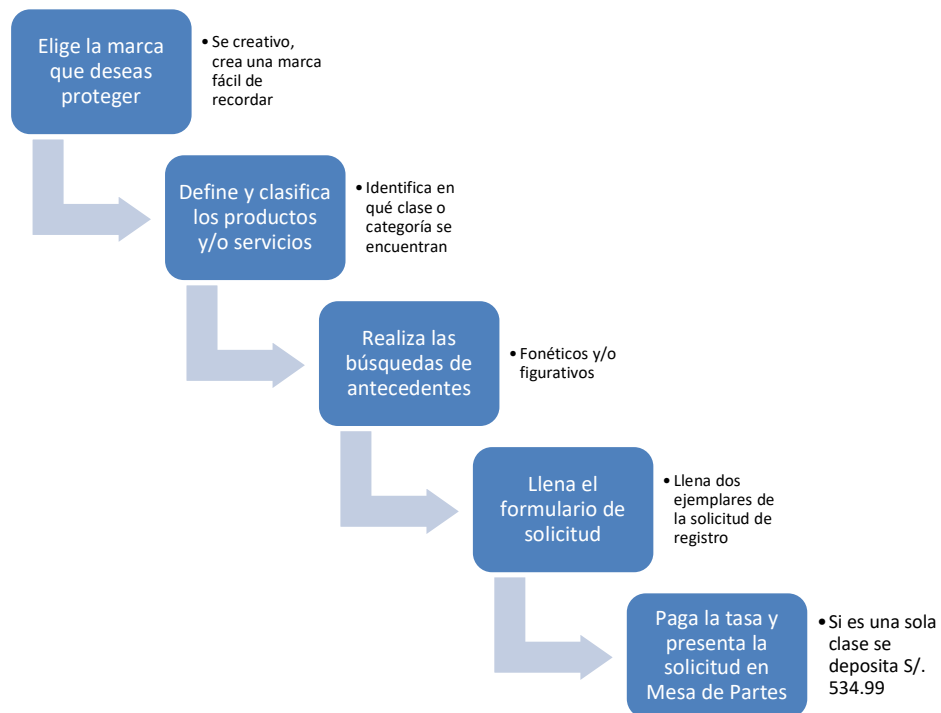 Elige la marca
que deseas
proteger
• Se creativo,
crea una marca
fácil de
recordar
Define y clasifica
los productos
y/o servicios
• Identifica en
qué clase o
categoría se
encuentran
Realiza las
búsquedas de
antecedentes
• Fonéticos y/o
figurativos
Llena el
formulario de
solicitud
• Llena dos
ejemplares de
la solicitud de
registro
Paga la tasa y
presenta la
solicitud en
Mesa de Partes
• Si es una sola
clase se
deposita S/.
534.99